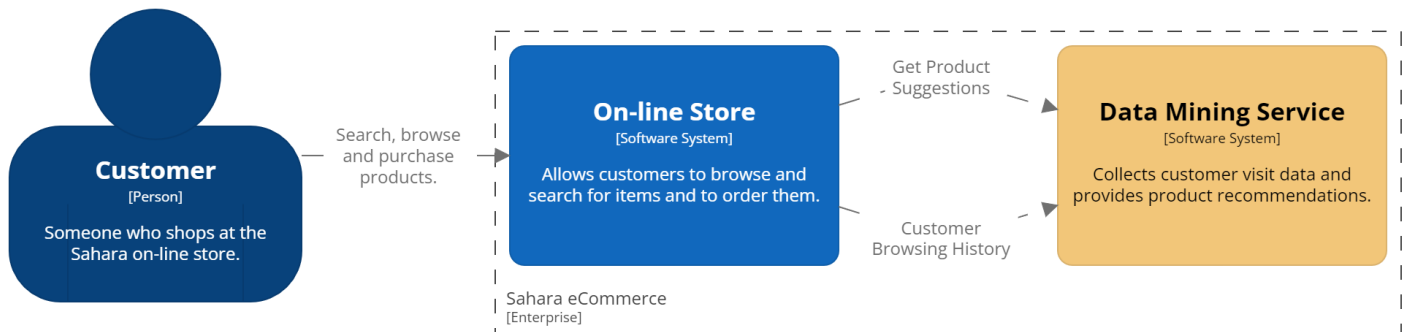 Customer
[Person]
Someone who shops at the
Sahara on-line store.
Search, browse
and purchase
products.
On-line Store
[Software System]
Allows customers to browse and
search for items and to order them.
Get Product
Suggestions
Customer
Browsing History
Data Mining Service
[Software System]
Collects customer visit data and
provides product recommendations.
Sahara eCommerce
[Enterprise]